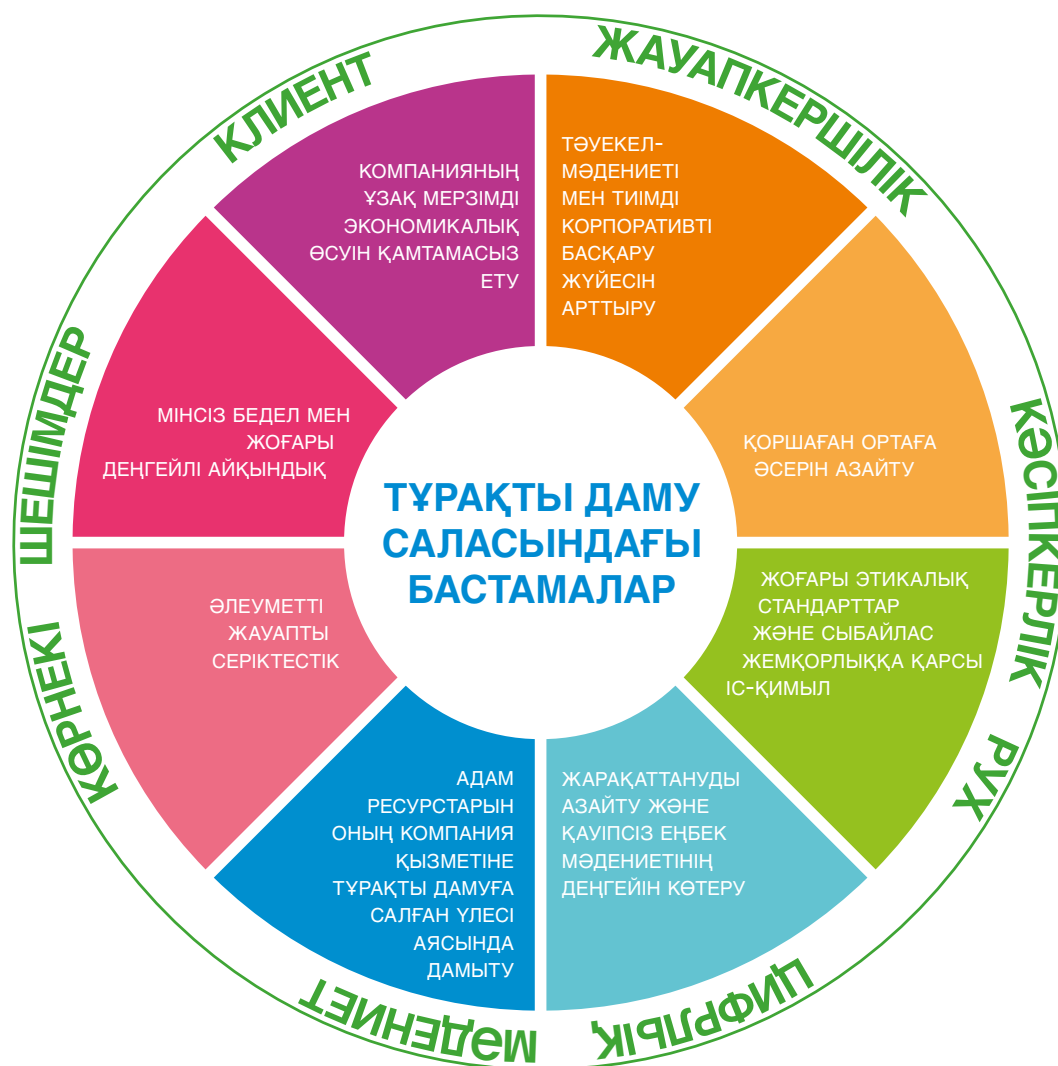 КЛИЕНТ
ЖАУАПКЕРШІЛІК
КӘСІПКЕРЛІК
РУХ
ЦИФРЛЫҚ
МӘДЕНИЕТ
КӨРНЕКІ
ШЕШІМДЕР
КОМПАНИЯНЫҢ
ҰЗАҚ МЕРЗІМДІ
ЭКОНОМИКАЛЫҚ
ӨСУІН ҚАМТАМАСЫЗ
ЕТУ
ТӘУЕКЕЛ-
МӘДЕНИЕТІ
МЕН ТИІМДІ
КОРПОРАТИВТІ
БАСҚАРУ
ЖҮЙЕСІН
АРТТЫРУ
ҚОРШАҒАН ОРТАҒА
ӘСЕРІН АЗАЙТУ
ЖОҒАРЫ ЭТИКАЛЫҚ
СТАНДАРТТАР
ЖӘНЕ СЫБАЙЛАС
ЖЕМҚОРЛЫҚҚА ҚАРСЫ
ІС-ҚИМЫЛ
ЖАРАҚАТТАНУДЫ
АЗАЙТУ ЖӘНЕ
ҚАУІПСІЗ ЕҢБЕК
МӘДЕНИЕТІНІҢ
ДЕҢГЕЙІН КӨТЕРУ
АДАМ
РЕСУРСТАРЫН
ОНЫҢ КОМПАНИЯ
ҚЫЗМЕТІНЕ
ТҰРАҚТЫ ДАМУҒА
САЛҒАН ҮЛЕСІ
АЯСЫНДА
ДАМЫТУ
ӘЛЕУМЕТТІ
ЖАУАПТЫ
СЕРІКТЕСТІК
МІНСІЗ БЕДЕЛ МЕН
ЖОҒАРЫ
ДЕҢГЕЙЛІ АЙҚЫНДЫҚ
ТҰРАҚТЫ ДАМУ
САЛАСЫНДАҒЫ
БАСТАМАЛАР